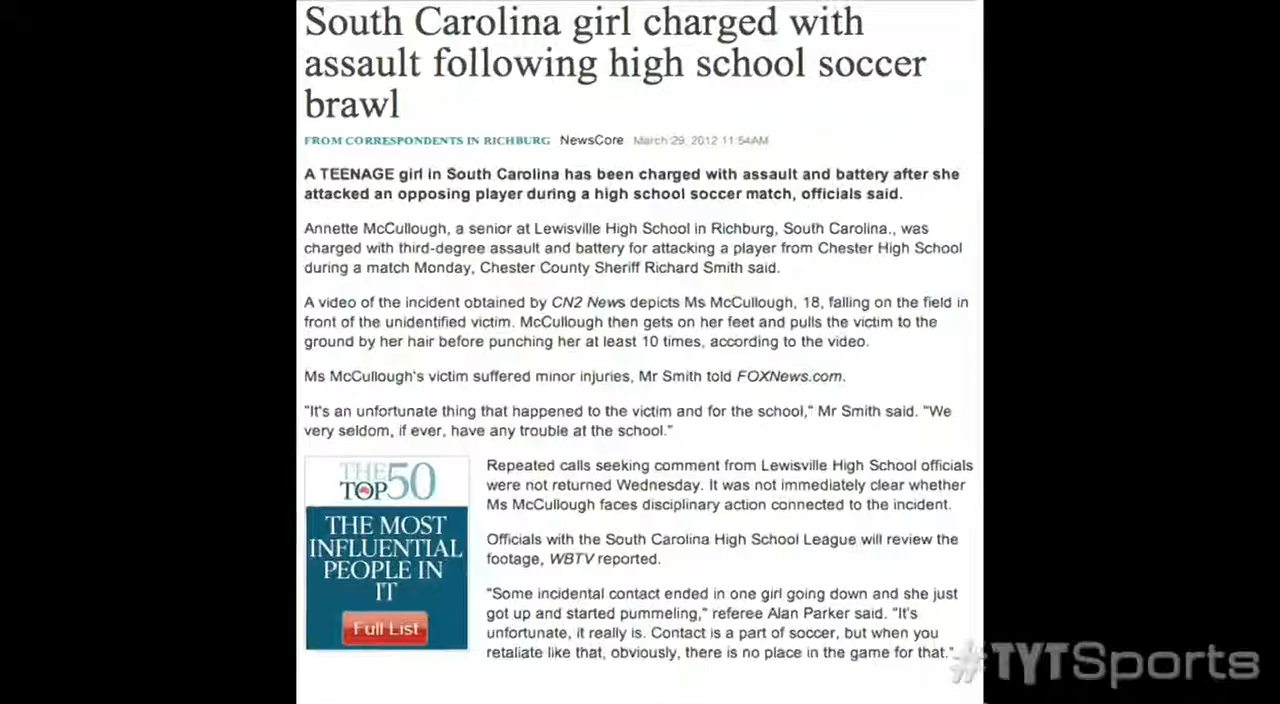 South Carolina girl charged with
assault following high school soccer
brawl
FROM CORRESPONDENTS IN RICHBURG NewsCore March 29, 2012 11:54AM
A TEENAGE girl in South Carolina has been charged with assault and battery after she
attacked an opposing player during a high school soccer match, officials said.
Annette McCullough, a senior at Lewisville High School in Richburg, South Carolina., was
charged with third-degree assault and battery for attacking a player from Chester High School
during a match Monday, Chester County Sheriff Richard Smith said.
A video of the incident obtained by CN2 News depicts Ms McCullough, 18, falling on the field in
front of the unidentified victim. McCullough then gets on her feet and pulls the victim to the
ground by her hair before punching her at least 10 times, according to the video.
Ms McCullough's victim suffered minor injuries, Mr Smith told FOXNews.com.
"It's an unfortunate thing that happened to the victim and for the school," Mr Smith said. "We
very seldom, if ever, have any trouble at the school."
THE
TOP50
THE MOST
INFLUENTIAL
PEOPLE IN
IT
Full List
Repeated calls seeking comment from Lewisville High School officials
were not returned Wednesday. It was not immediately clear whether
Ms McCullough faces disciplinary action connected to the incident.
Officials with the South Carolina High School League will review the
footage, WBTV reported.
"Some incidental contact ended in one girl going down and she just
got up and started pummeling," referee Alan Parker said. "It's
unfortunate, it really is. Contact is a part of soccer, but when you
retaliate like that, obviously, there is no place in the game for that."
#TYTSports